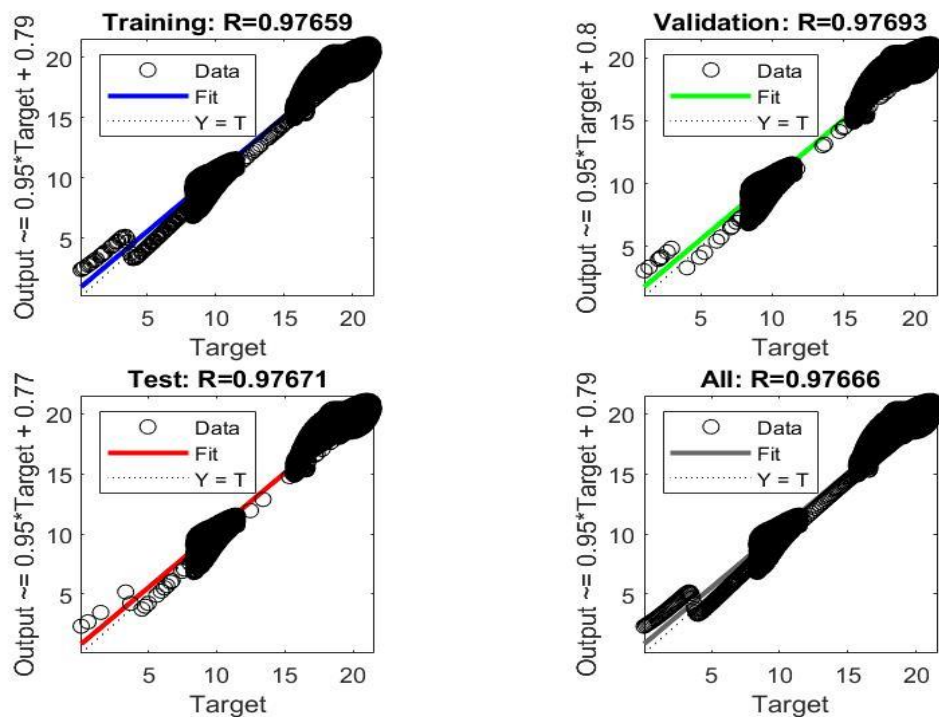 Training: R=0.97659
Output ~= 0.95*Target + 0.79
20
15
10
5
Data
Fit
Y = T
5
10
15
20
Target
Validation: R=0.97693
Output ~= 0.95*Target + 0.8
20
15
10
5
Data
Fit
Y = T
5
10
15
20
Target
Test: R=0.97671
Output ~= 0.95*Target + 0.77
20
15
10
5
Data
Fit
Y = T
5
10
15
20
Target
All: R=0.97666
Output ~= 0.95*Target + 0.79
20
15
10
5
Data
Fit
Y = T
5
10
15
20
Target